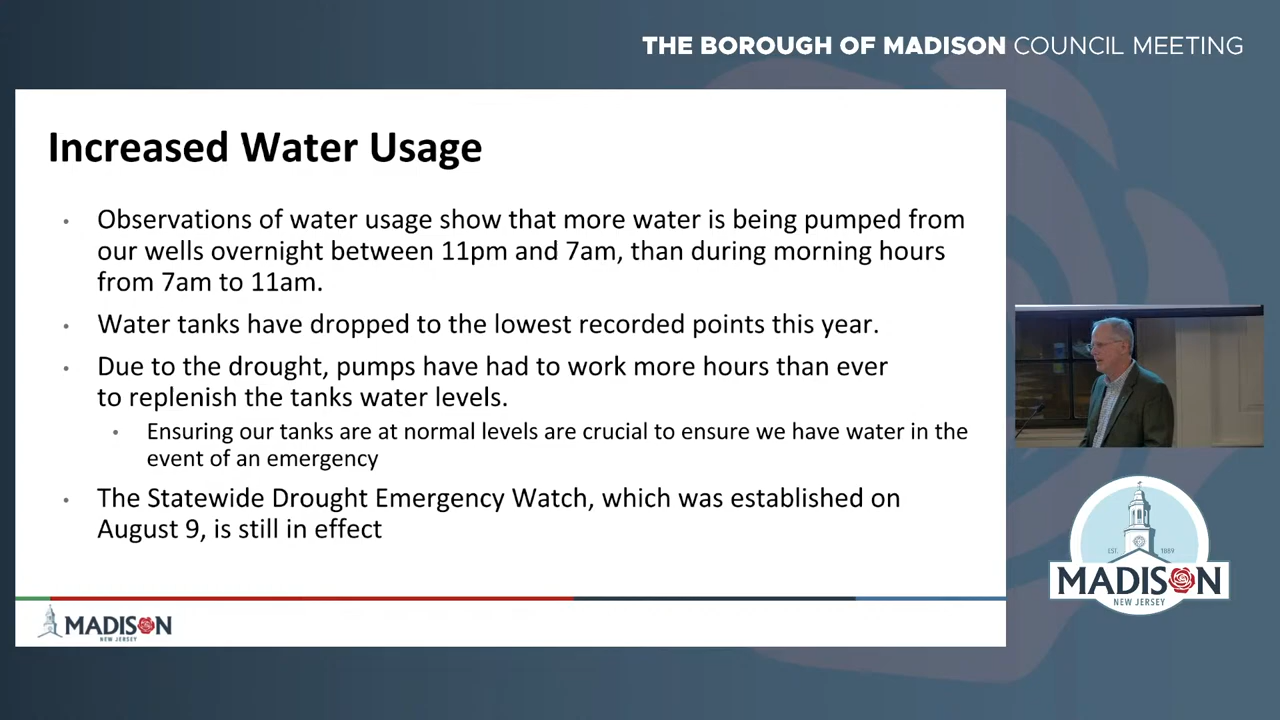 THE BOROUGH OF MADISON COUNCIL MEETING
Increased Water Usage
• Observations of water usage show that more water is being pumped from
our wells overnight between 11pm and 7am, than during morning hours
from 7am to 11am.
• Water tanks have dropped to the lowest recorded points this year.
• Due to the drought, pumps have had to work more hours than ever
to replenish the tanks water levels.
• Ensuring our tanks are at normal levels are crucial to ensure we have water in the
event of an emergency
• The Statewide Drought Emergency Watch, which was established on
August 9, is still in effect
MADISON
NEW JERSEY
EST. 1889
MADISON
NEW JERSEY